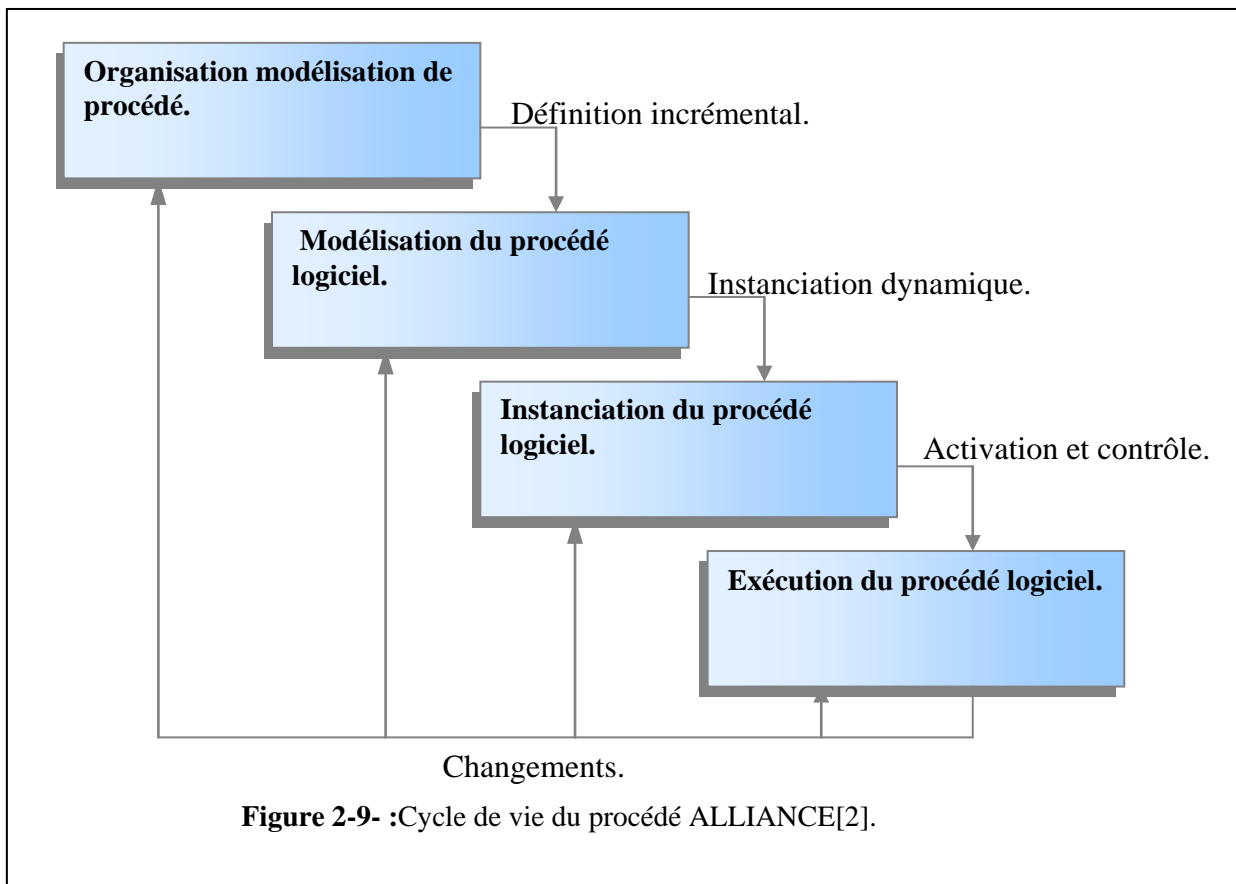 Organisation modélisation de
procédé.
Définition incrémental.
Modélisation du procédé
logiciel.
Instanciation dynamique.
Instanciation du procédé
logiciel.
Activation et contrôle.
Exécution du procédé logiciel.
Changements.
Figure 2-9- :Cycle de vie du procédé ALLIANCE[2].